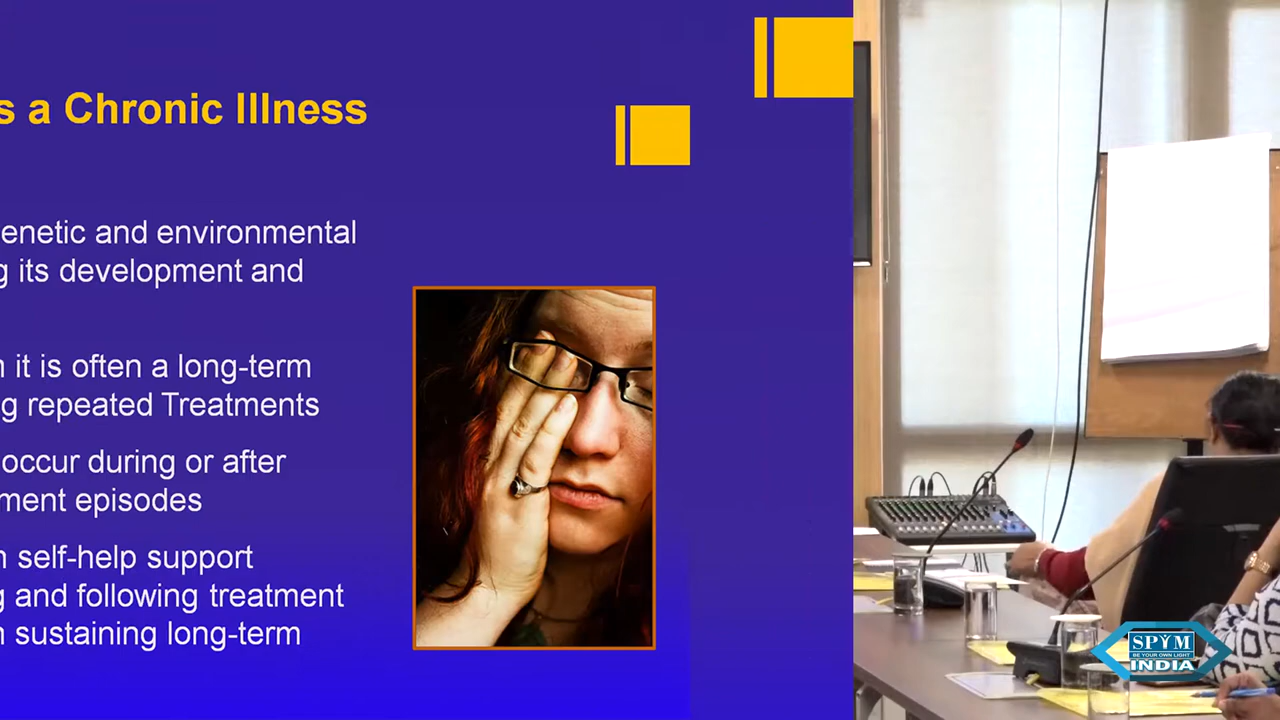 s a Chronic Illness
enetic and environmental
g its development and
it is often a long-term
g repeated Treatments
occur during or after
ment episodes
self-help support
g and following treatment
sustaining long-term
SPYM
BE YOUR OWN LIGHT
INDIA